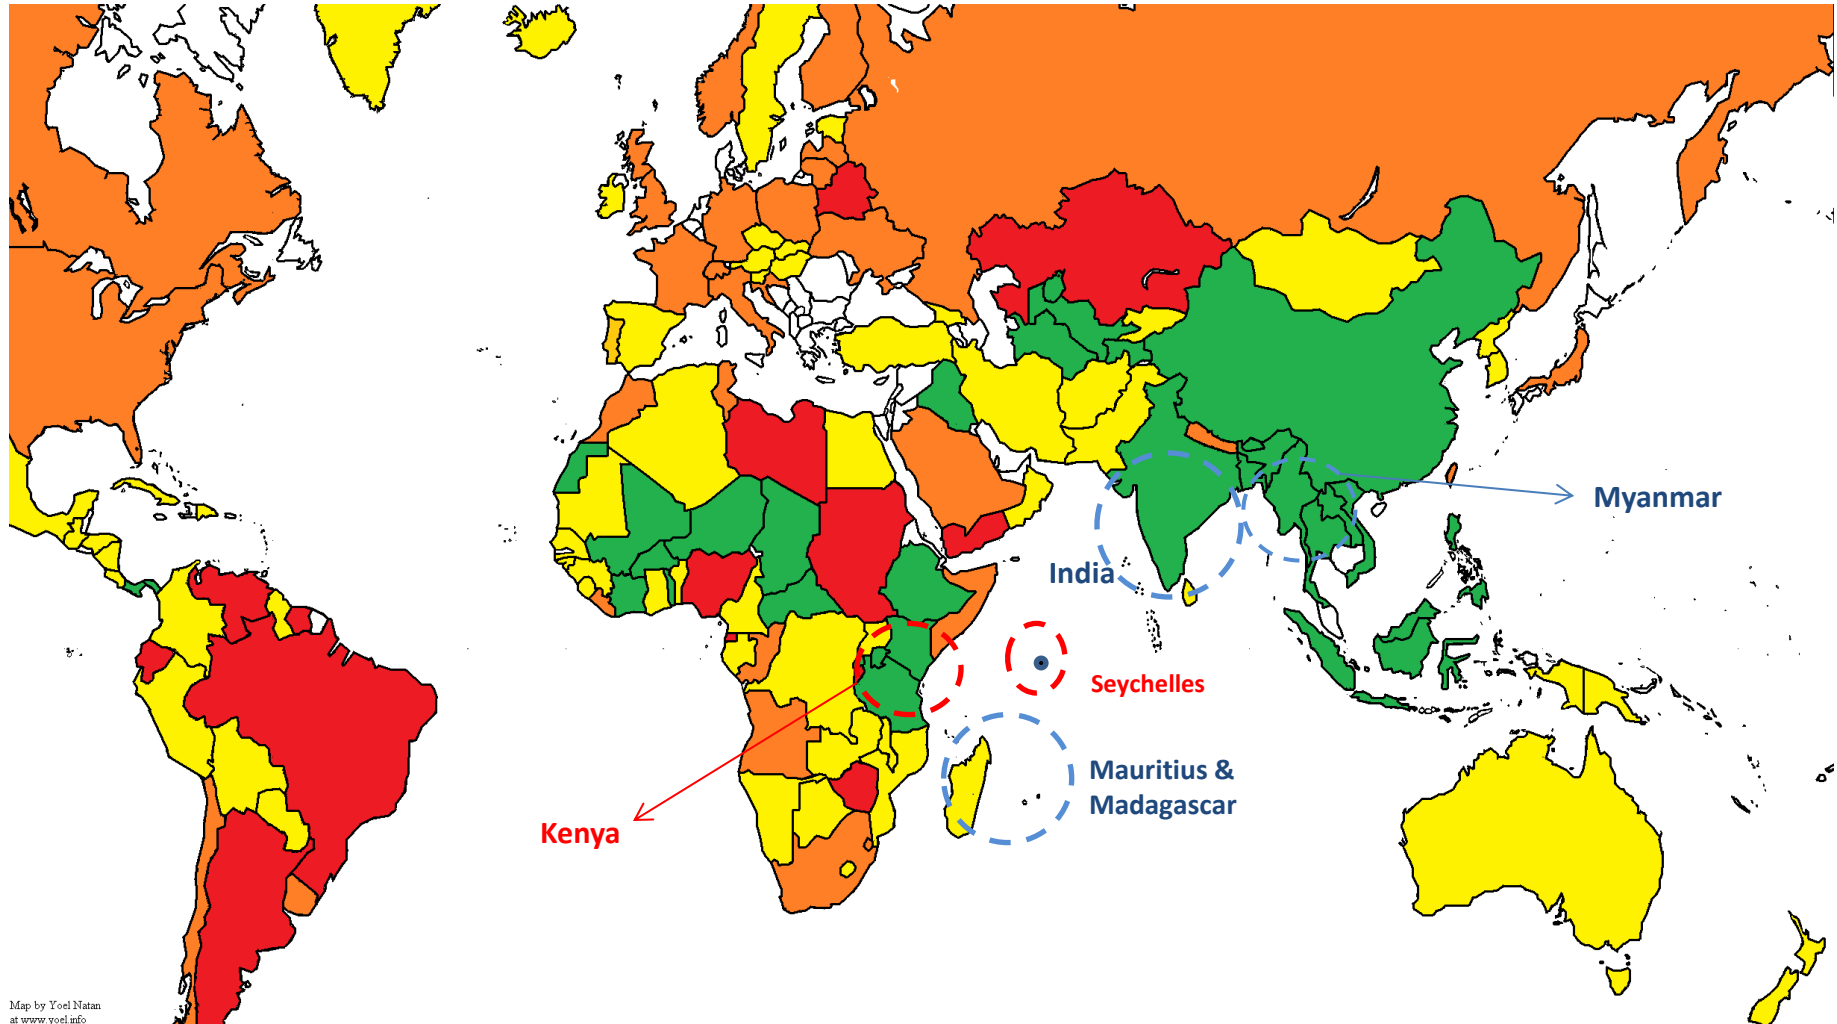 Myanmar
India
Seychelles
Mauritius &
Madagascar
Kenya
Map by Yoel Natan
at www.yoel.info